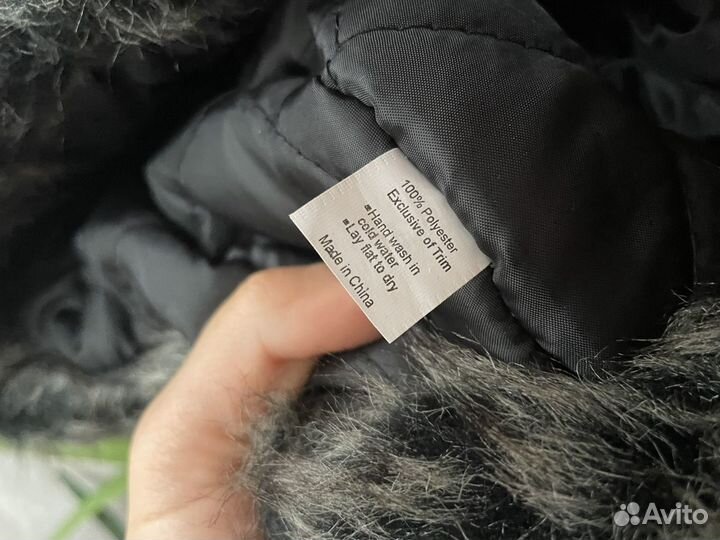 100% Polyester
Exclusive of Trim
▪Hand wash in
cold water
▪Lay flat to dry
Made in China
Avito